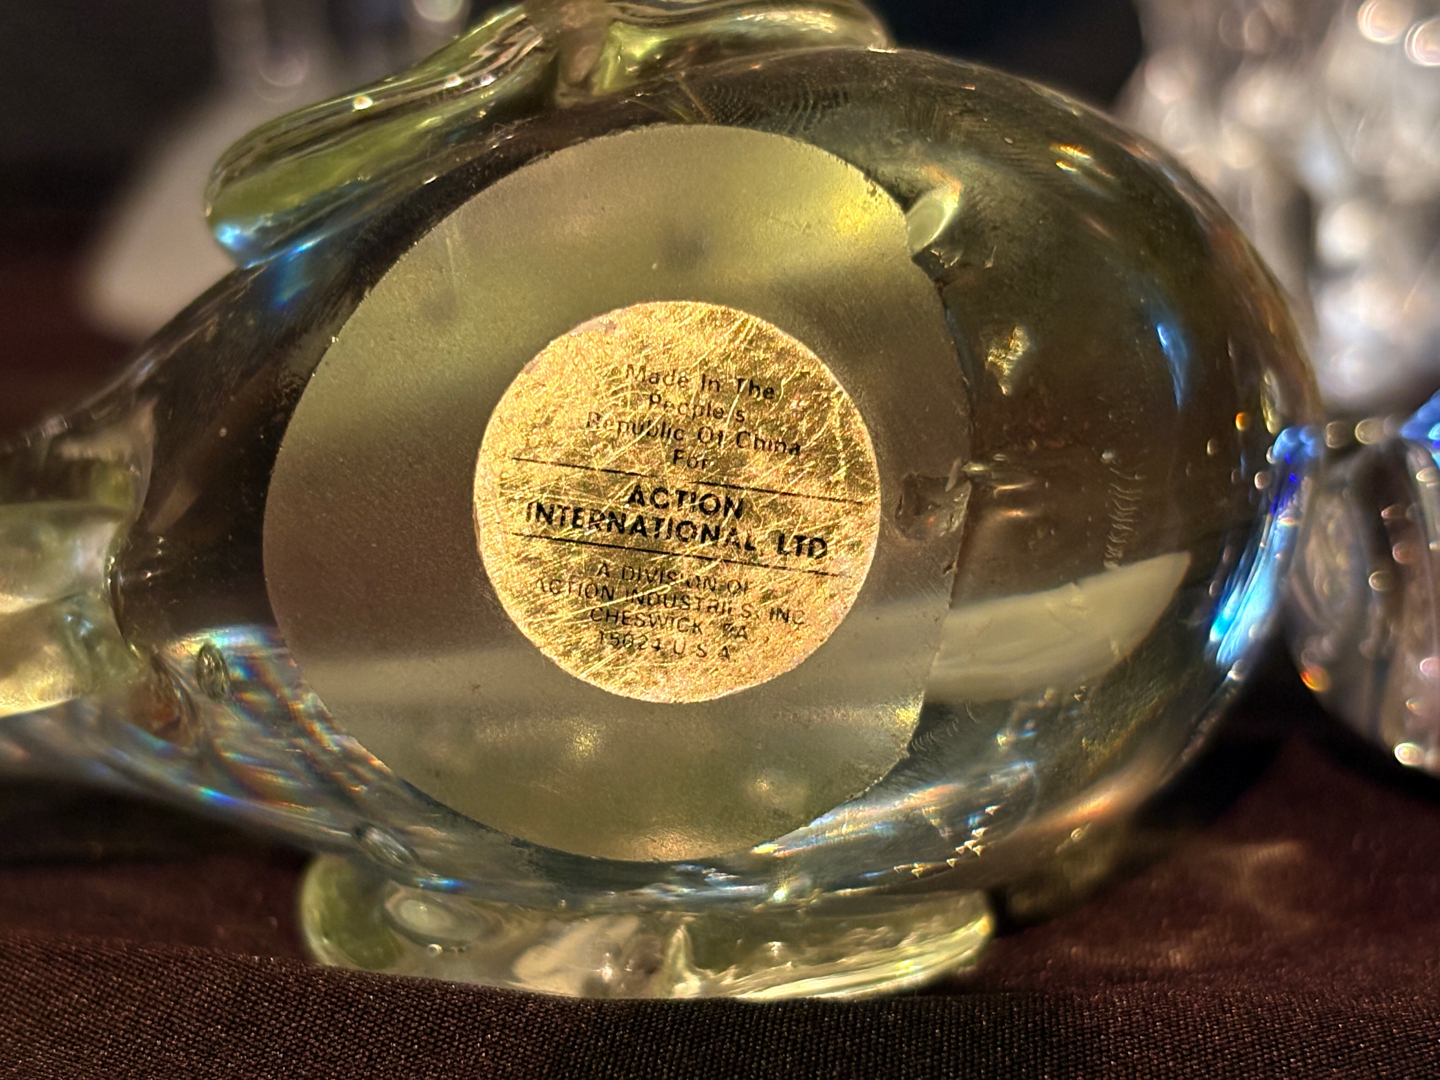 Made In The
People's
Republic Of China
For
ACTION
INTERNATIONAL LTD
A DIVISION OF
ACTION INDUSTRIES, INC
CHESWICK PA
15024 U S A